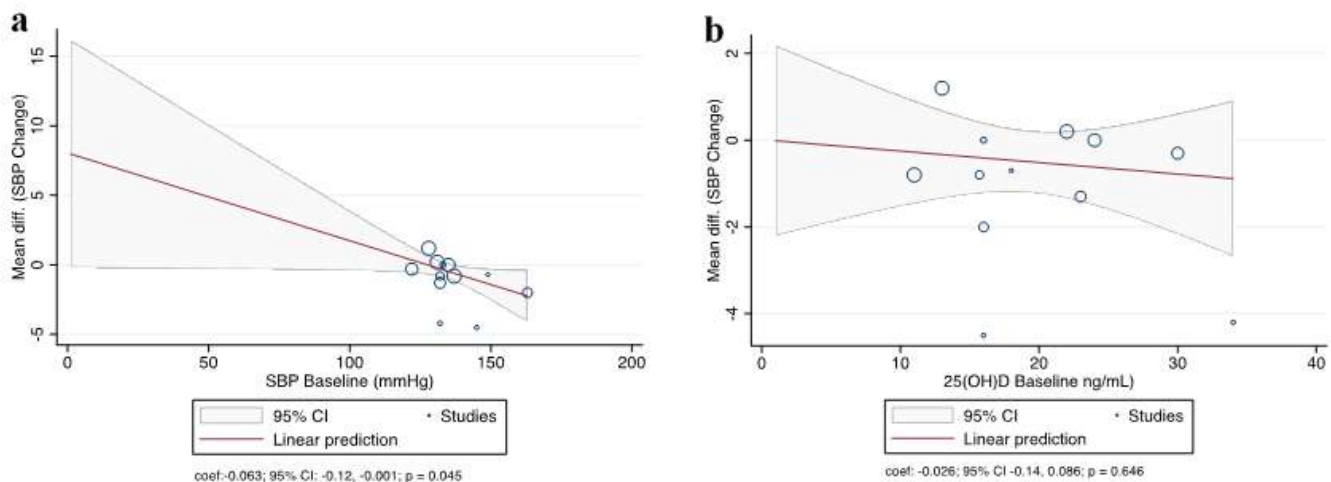 a
Mean diff. (SBP Change)
15
10
5
0
-5
0 50 100 150 200
SBP Baseline (mmHg)
95% CI Studies
Linear prediction
coef:-0.063; 95% CI: -0.12, -0.001; p = 0.045
b
Mean diff. (SBP Change)
2
0
-2
-4
0 10 20 30 40
25(OH)D Baseline ng/mL)
95% CI Studies
Linear prediction
coef: -0.026; 95% CI -0.14, 0.086; p = 0.646